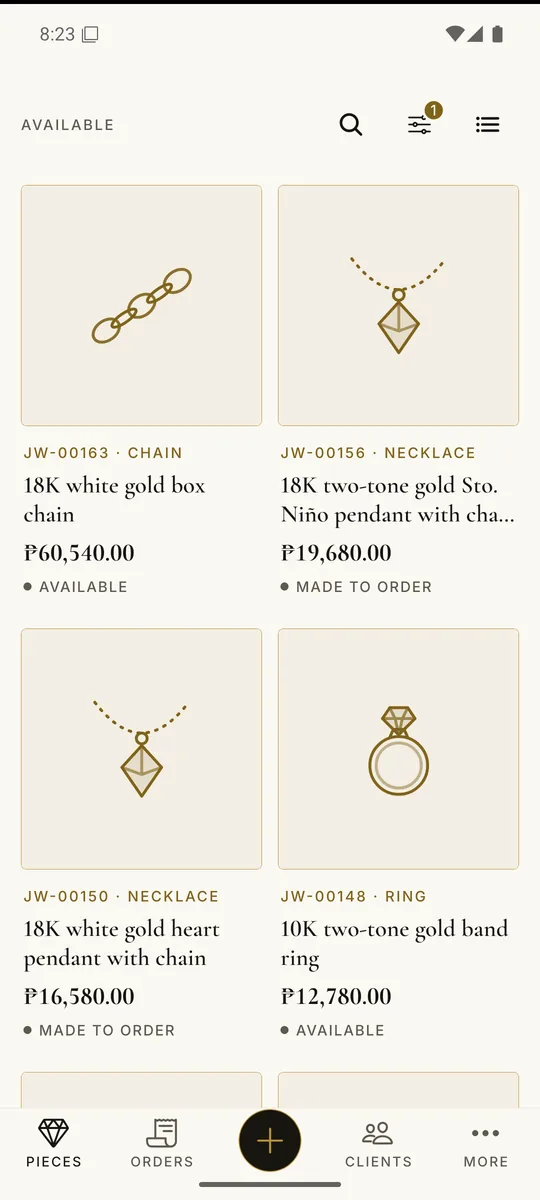 8:23
AVAILABLE
1
JW-00163 · CHAIN
18K white gold box
chain
₱60,540.00
AVAILABLE
JW-00156 · NECKLACE
18K two-tone gold Sto.
Niño pendant with cha...
₱19,680.00
MADE TO ORDER
JW-00150 · NECKLACE
18K white gold heart
pendant with chain
₱16,580.00
MADE TO ORDER
JW-00148 · RING
10K two-tone gold band
ring
₱12,780.00
AVAILABLE
PIECES
ORDERS
CLIENTS
MORE